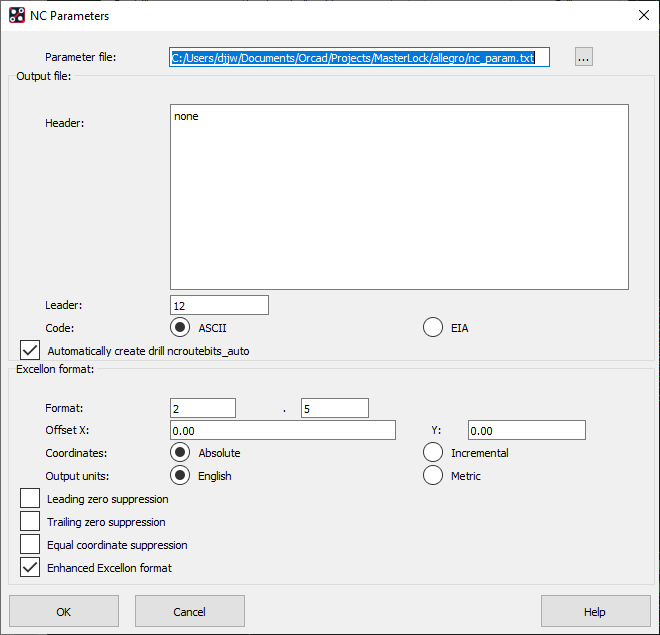 NC Parameters
Parameter file: C:/Users/djjw/Documents/Orcad/Projects/MasterLock/allegro/nc_param.txt ...
Output file:
Header: none
Leader: 12
Code: ASCII EIA
Automatically create drill ncroutebits_auto
Excellon format:
Format: 2 . 5
Offset X: 0.00 Y: 0.00
Coordinates: Absolute Incremental
Output units: English Metric
Leading zero suppression
Trailing zero suppression
Equal coordinate suppression
Enhanced Excellon format
OK Cancel Help